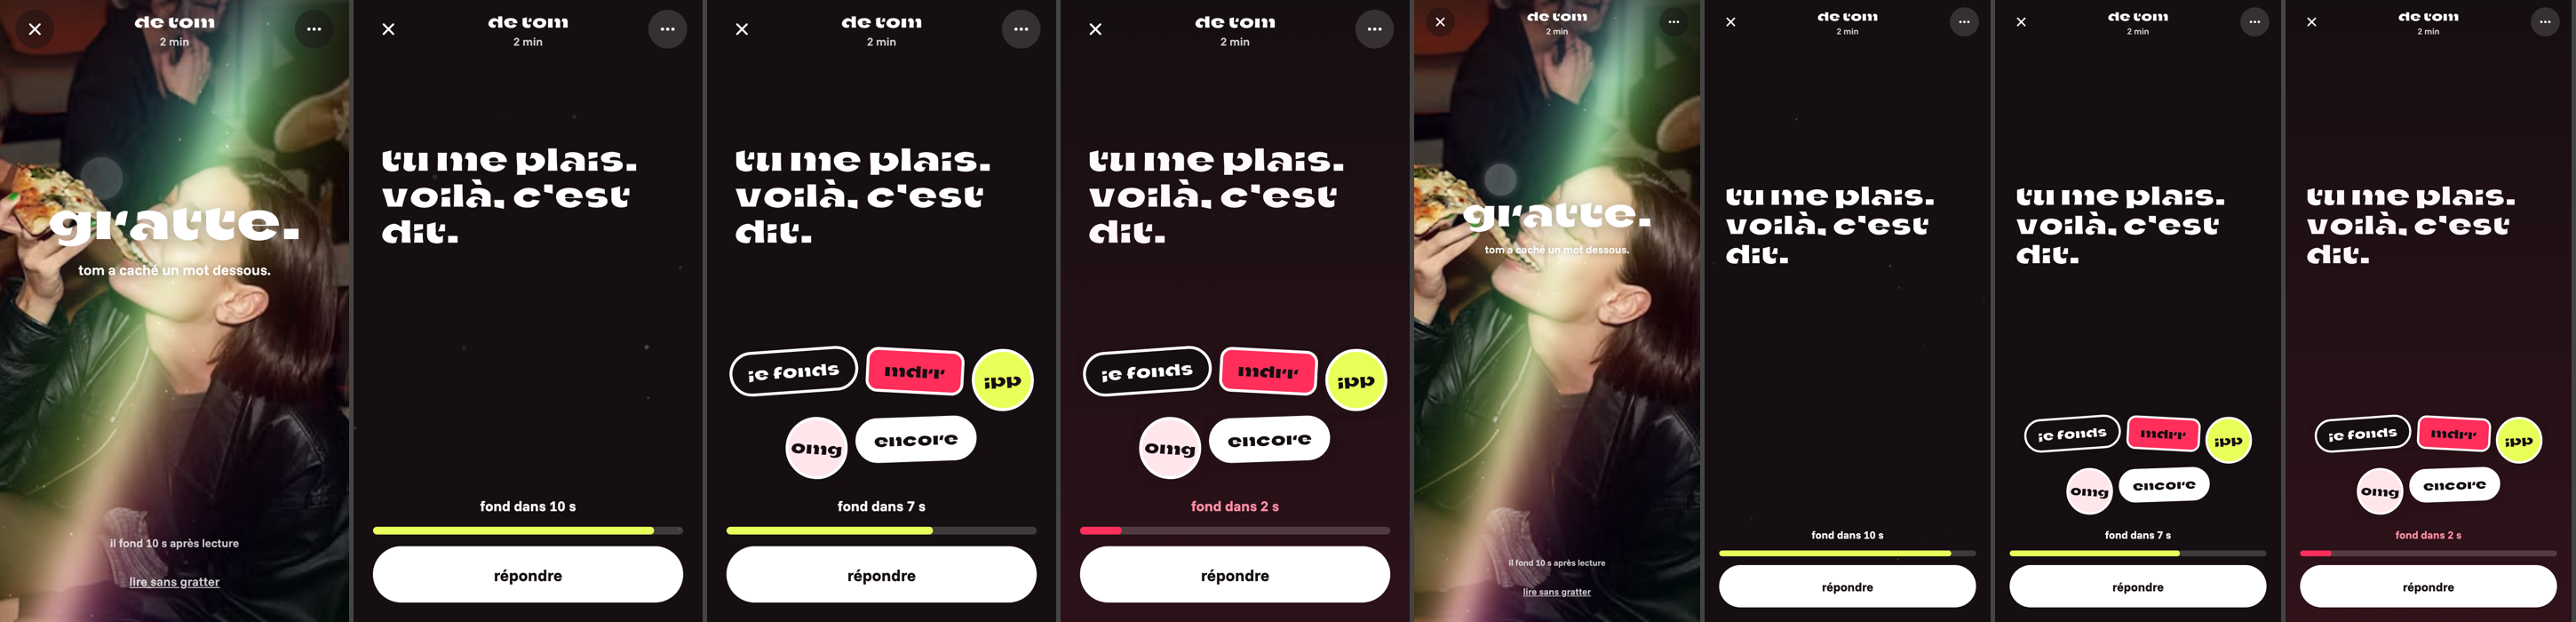 de tom
2 min
gratte.
tom a caché un mot dessous.
il fond 10 s après lecture
lire sans gratter
de tom
2 min
tu me plais.
voilà, c'est
dit.
fond dans 10 s
répondre
de tom
2 min
tu me plais.
voilà, c'est
dit.
je fonds
mdrr
jpp
omg
encore
fond dans 7 s
répondre
de tom
2 min
tu me plais.
voilà, c'est
dit.
je fonds
mdrr
jpp
omg
encore
fond dans 2 s
répondre
de tom
2 min
gratte.
tom a caché un mot dessous.
il fond 10 s après lecture
lire sans gratter
de tom
2 min
tu me plais.
voilà, c'est
dit.
fond dans 10 s
répondre
de tom
2 min
tu me plais.
voilà, c'est
dit.
je fonds
mdrr
jpp
omg
encore
fond dans 7 s
répondre
de tom
2 min
tu me plais.
voilà, c'est
dit.
je fonds
mdrr
jpp
omg
encore
fond dans 2 s
répondre